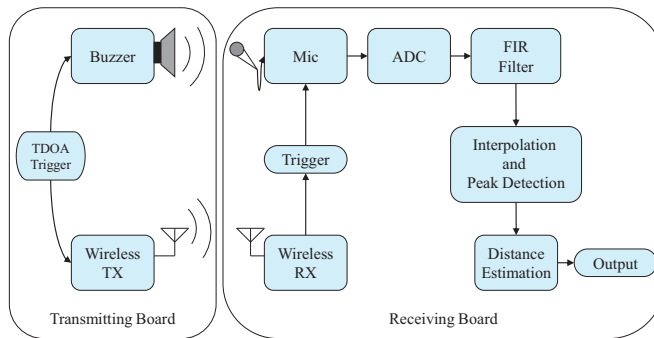 Buzzer
TDOA
Trigger
Wireless
TX
Transmitting Board
Mic
ADC
FIR
Filter
Trigger
Interpolation
and
Peak Detection
Wireless
RX
Distance
Estimation
Output
Receiving Board